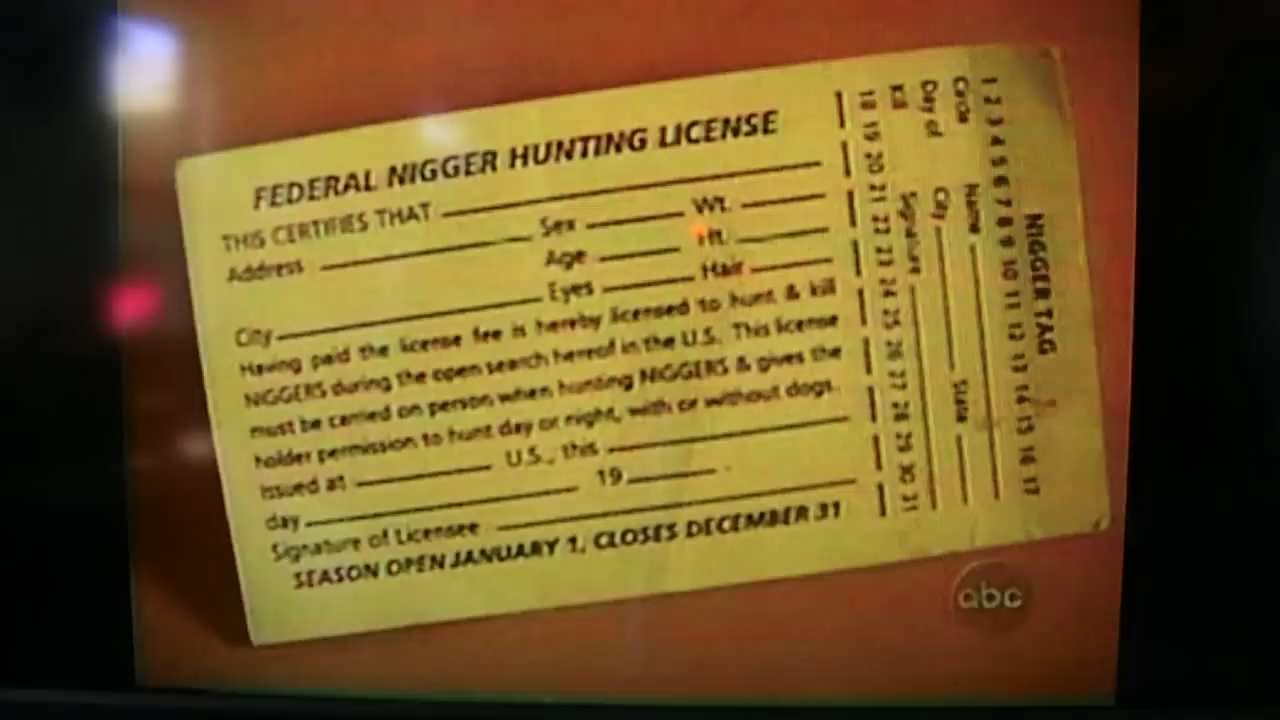 FEDERAL NIGGER HUNTING LICENSE
THIS CERTIFIES THAT
Address Sex Wt.
Age Ht.
City Eyes Hair
Having paid the license fee is hereby licensed to hunt & kill
NIGGERS during the open search hereof in the U.S. This license
must be carried on person when hunting NIGGERS & gives the
holder permission to hunt day or night, with or without dogs.
issued at U.S., this
day 19 .
Signature of Licensee
SEASON OPEN JANUARY 1, CLOSES DECEMBER 31
NIGGER TAG
1 2 3 4 5 6 7 8 9 10 11 12 13 14 15 16 17
Circle Name
Day of City State
Kill Signature
18 19 20 21 22 23 24 25 26 27 28 29 30 31
abc